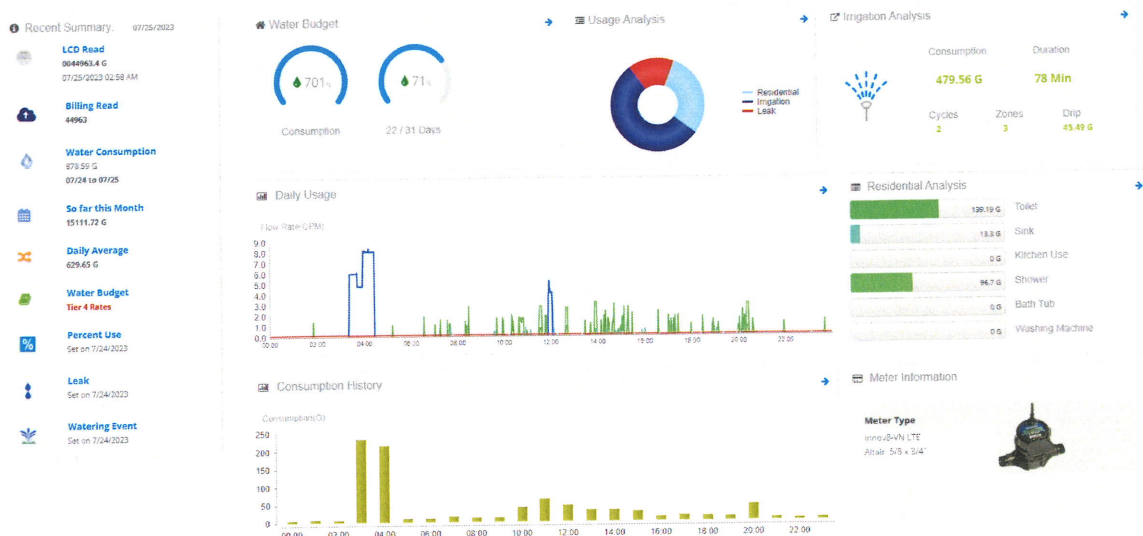 Recent Summary. 07/25/2023
LCD Read
0044963.4 G
07/25/2023 02:58 AM
Billing Read
44963
Water Consumption
878.59 G
07/24 to 07/25
So far this Month
15111.72 G
Daily Average
629.65 G
Water Budget
Tier 4 Rates
Percent Use
Set on 7/24/2023
Leak
Set on 7/24/2023
Watering Event
Set on 7/24/2023
Water Budget
701%
71%
Consumption
22 / 31 Days
Usage Analysis
Residential
Irrigation
Leak
Irrigation Analysis
Consumption Duration
479.56 G 78 Min
Cycles Zones Drip
2 3 45.49 G
Daily Usage
Flow Rate(GPM)
9.0
8.0
7.0
6.0
5.0
4.0
3.0
2.0
1.0
0.0
00:00 02:00 04:00 06:00 08:00 10:00 12:00 14:00 16:00 18:00 20:00 22:00
Residential Analysis
139.19 G Toilet
13.3 G Sink
0 G Kitchen Use
96.7 G Shower
0 G Bath Tub
0 G Washing Machine
Consumption History
Consumption(G)
250
200
150
100
50
0
00:00 02:00 04:00 06:00 08:00 10:00 12:00 14:00 16:00 18:00 20:00 22:00
Meter Information
Meter Type
innov8-VN LTE
Altair 5/8 x 3/4"